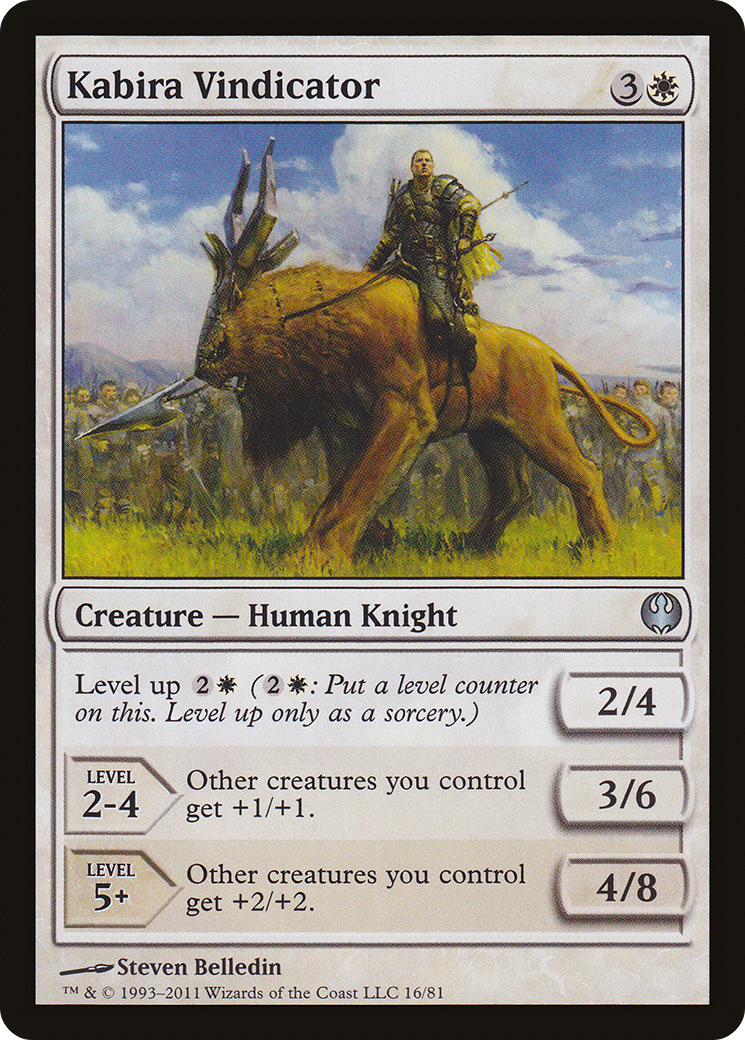 Kabira Vindicator 3
Creature — Human Knight
Level up 2 (2: Put a level counter
on this. Level up only as a sorcery.)
2/4
LEVEL
2-4
Other creatures you control
get +1/+1.
3/6
LEVEL
5+
Other creatures you control
get +2/+2.
4/8
Steven Belledin
™ & © 1993–2011 Wizards of the Coast LLC 16/81